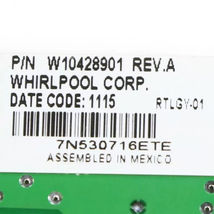 P/N W10428901 REV.A
WHIRLPOOL CORP.
DATE CODE: 1115 RTLGY-01
7N530716ETE
ASSEMBLED IN MEXICO